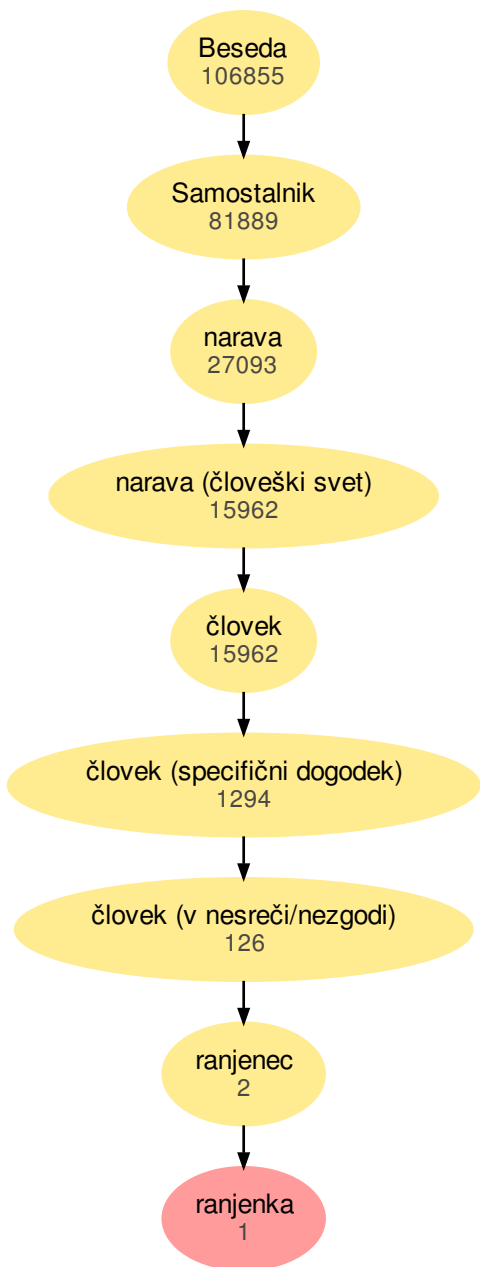 Beseda
106855
Samostalnik
81889
narava
27093
narava (človeški svet)
15962
človek
15962
človek (specifični dogodek)
1294
človek (v nesreči/nezgodi)
126
ranjenec
2
ranjenka
1